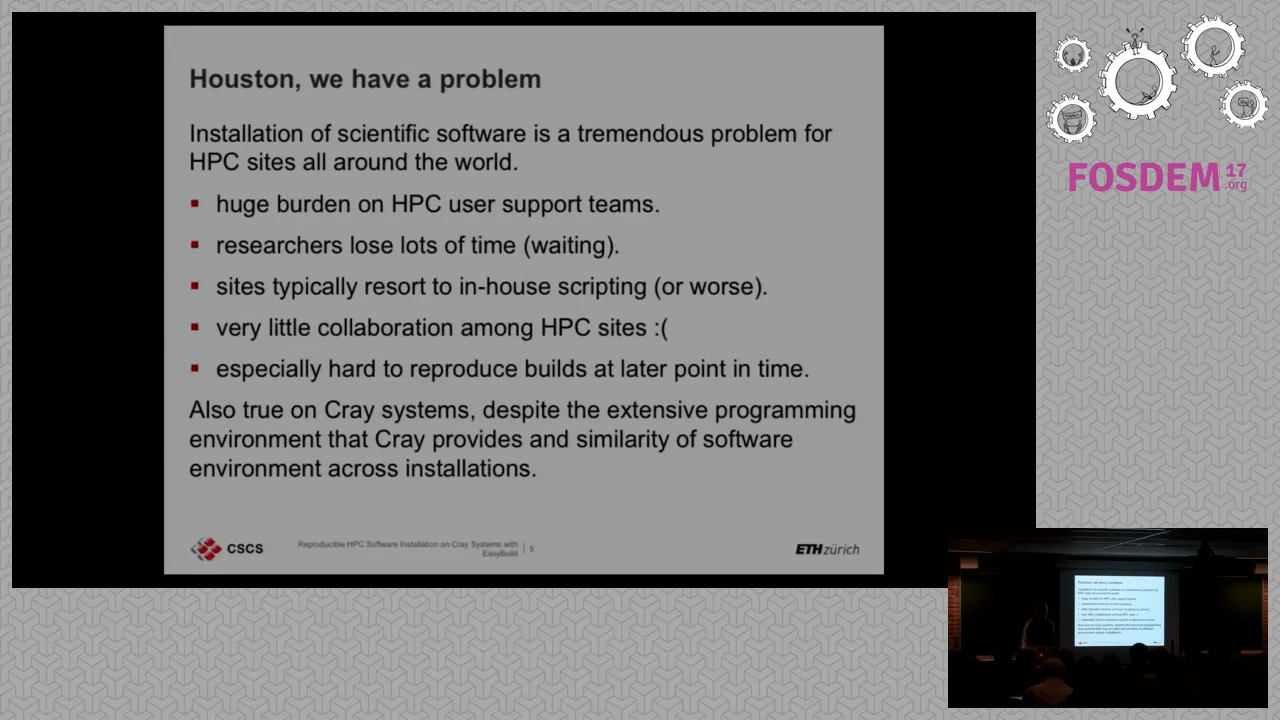 Houston, we have a problem
Installation of scientific software is a tremendous problem for
HPC sites all around the world.
▪ huge burden on HPC user support teams.
▪ researchers lose lots of time (waiting).
▪ sites typically resort to in-house scripting (or worse).
▪ very little collaboration among HPC sites :(
▪ especially hard to reproduce builds at later point in time.
Also true on Cray systems, despite the extensive programming
environment that Cray provides and similarity of software
environment across installations.
CSCS
Reproducible HPC Software Installation on Cray Systems with
EasyBuild
5
ETH zürich
FOSDEM 17
.org